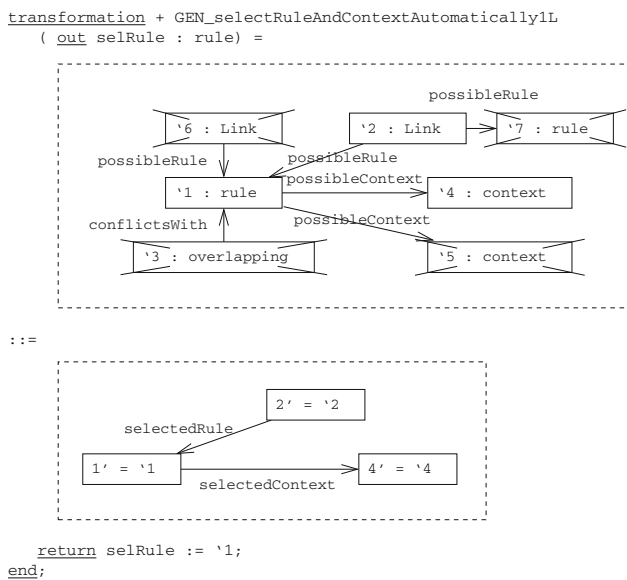 transformation + GEN_selectRuleAndContextAutomatically1L
( out selRule : rule) =
possibleRule
‘6 : Link
‘2 : Link
‘7 : rule
possibleRule
possibleRule
possibleContext
‘1 : rule
‘4 : context
possibleContext
conflictsWith
‘3 : overlapping
‘5 : context
::=
2’ = ‘2
selectedRule
1’ = ‘1
4’ = ‘4
selectedContext
return selRule := ‘1;
end;